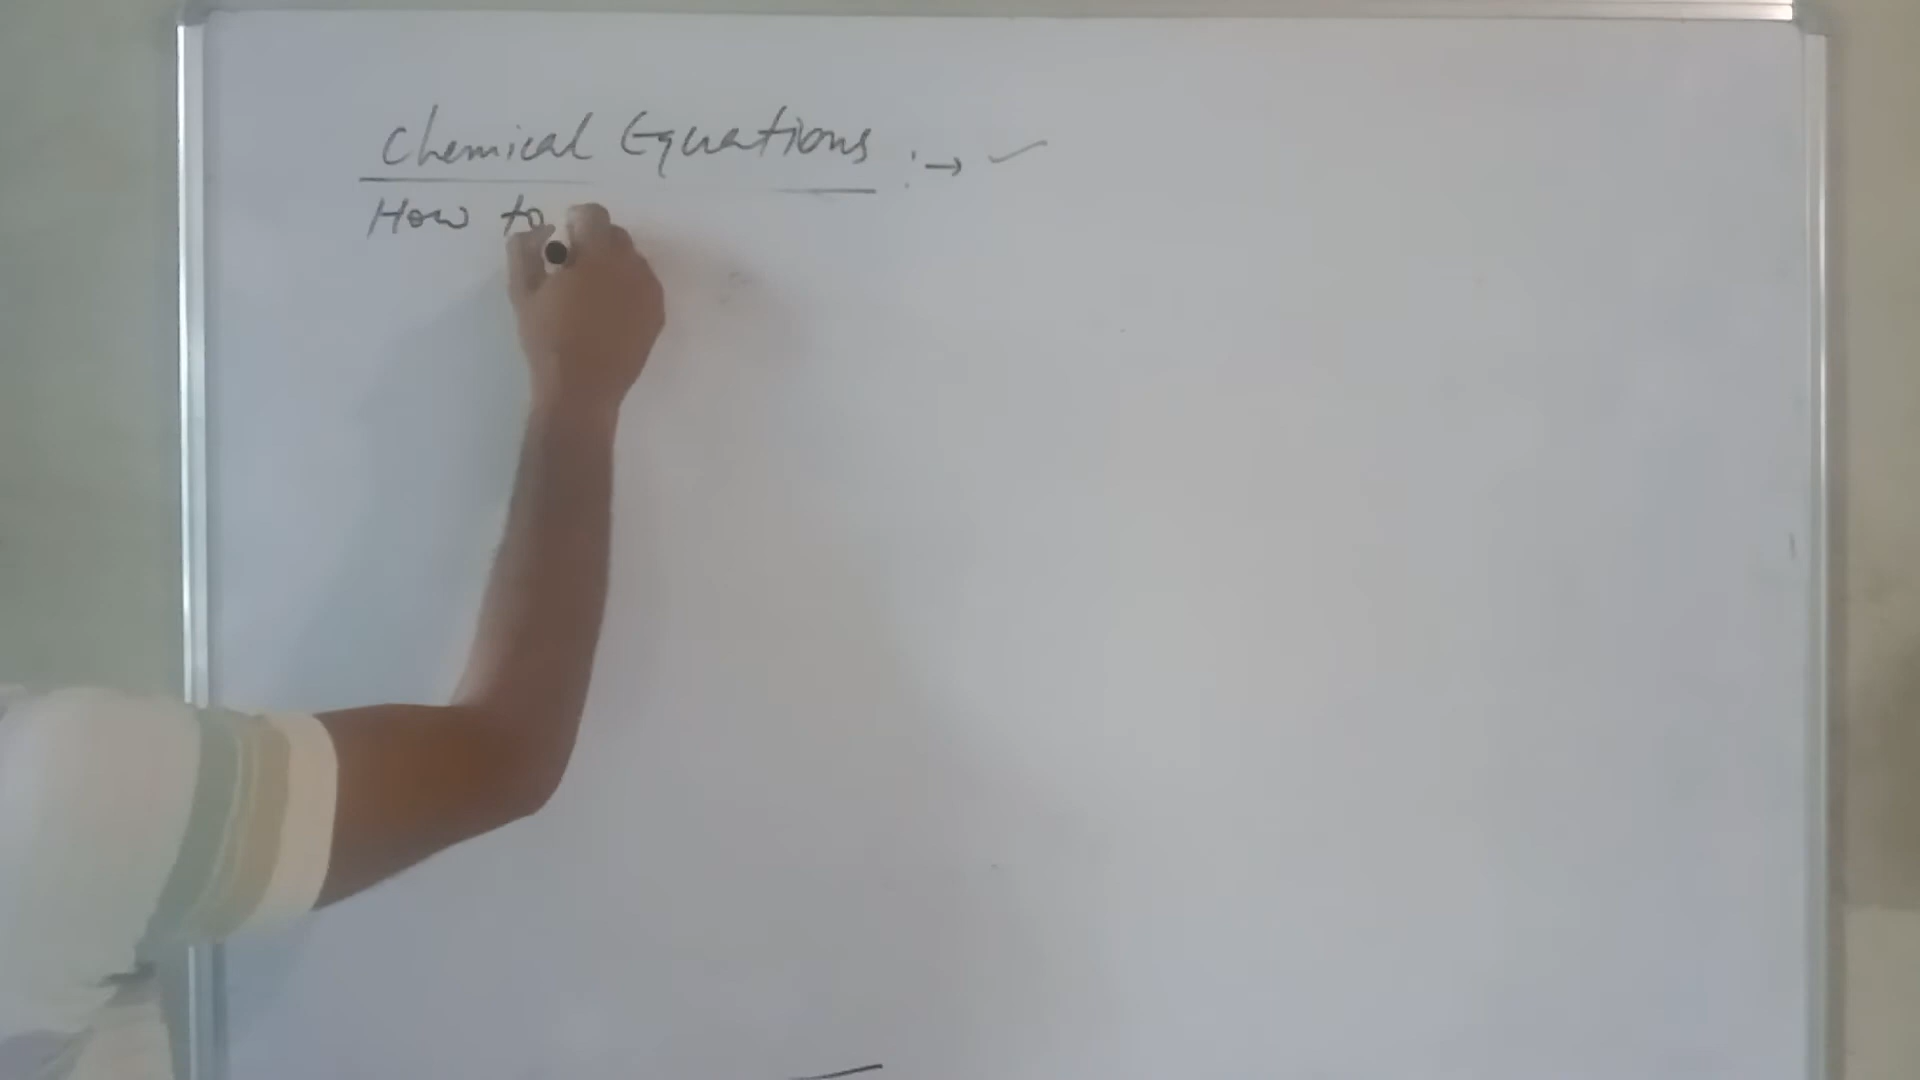 Chemical Equations :→ ✓
How to